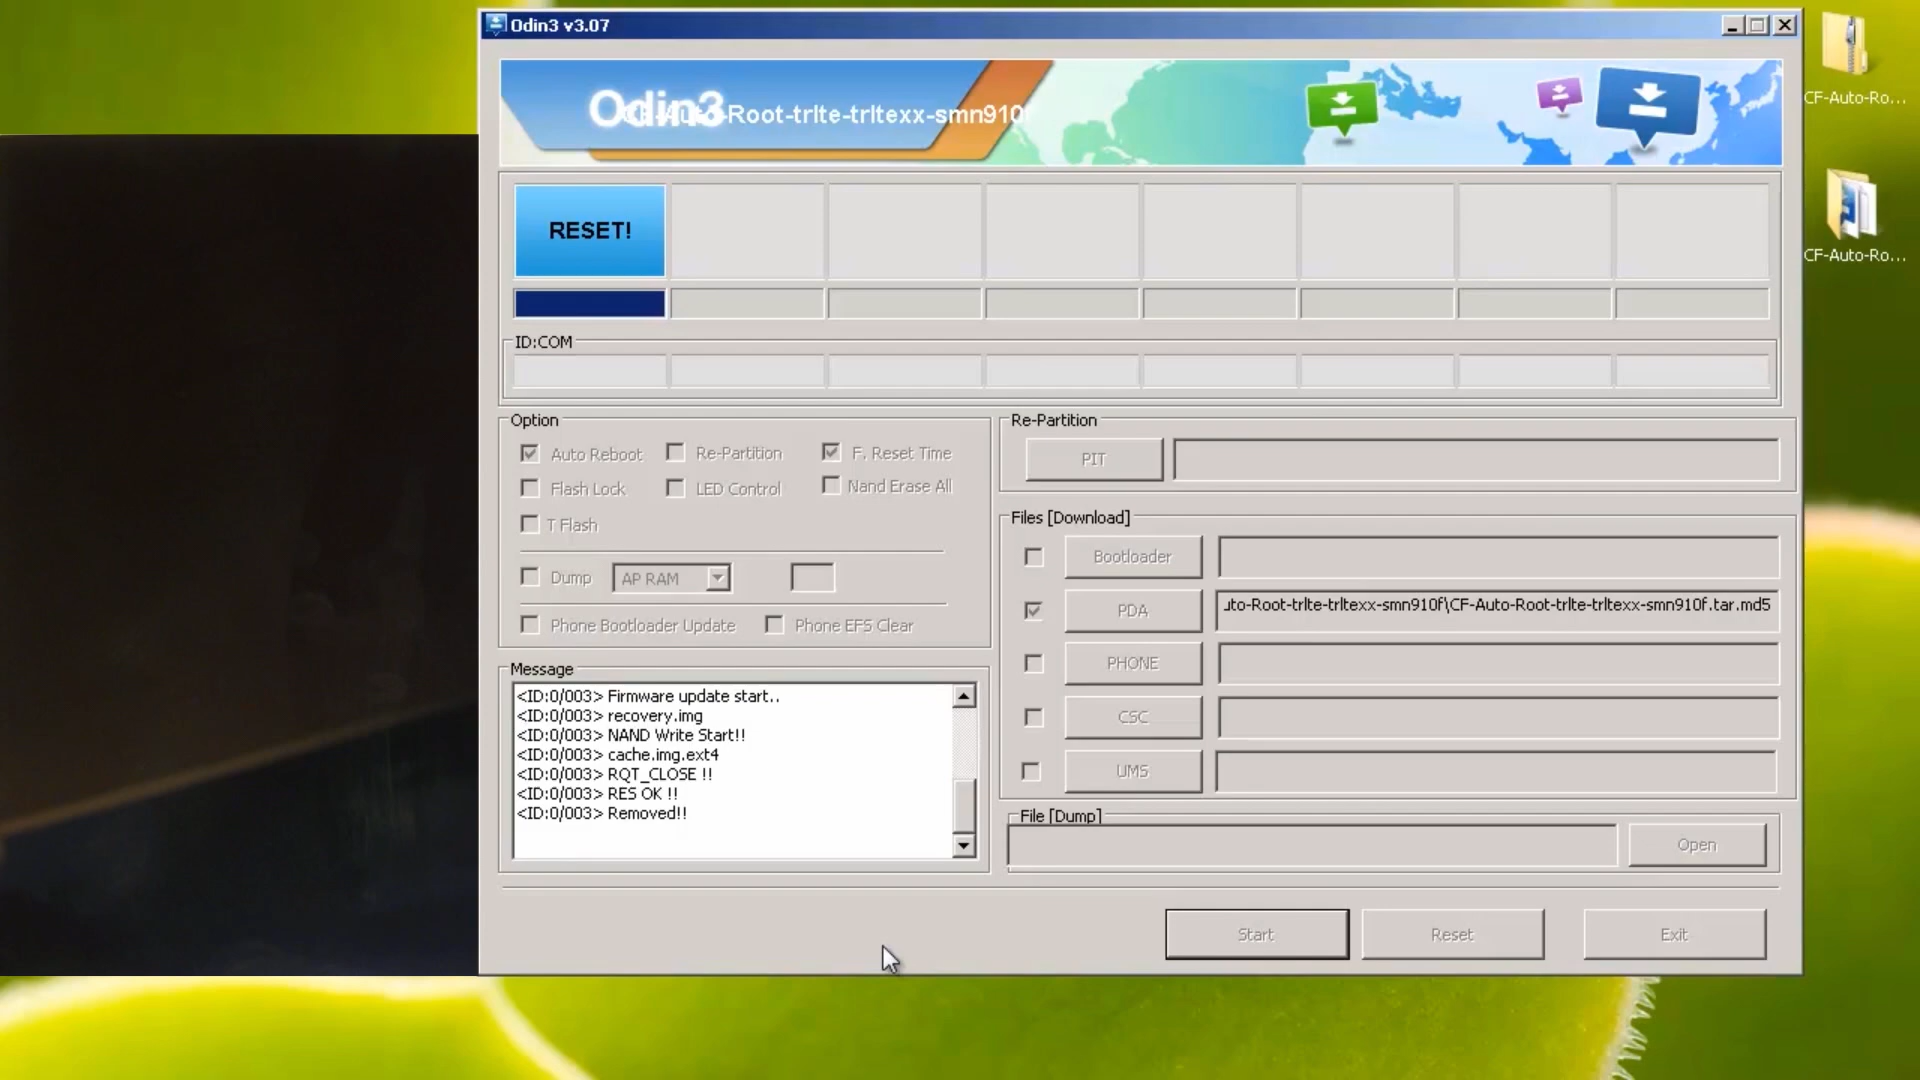 Odin3 v3.07
Odin3
CF-Auto-Root-trlte-trltexx-smn910f
CF-Auto-Ro...
RESET!
CF-Auto-Ro...
ID:COM
Option
Auto Reboot
Re-Partition
F. Reset Time
Flash Lock
LED Control
Nand Erase All
T Flash
Dump
AP RAM
Phone Bootloader Update
Phone EFS Clear
Re-Partition
PIT
Files [Download]
Bootloader
PDA
uto-Root-trlte-trltexx-smn910f\CF-Auto-Root-trlte-trltexx-smn910f.tar.md5
PHONE
CSC
UMS
Message
<ID:0/003> Firmware update start..
<ID:0/003> recovery.img
<ID:0/003> NAND Write Start!!
<ID:0/003> cache.img.ext4
<ID:0/003> RQT_CLOSE !!
<ID:0/003> RES OK !!
<ID:0/003> Removed!!
File [Dump]
Open
Start
Reset
Exit